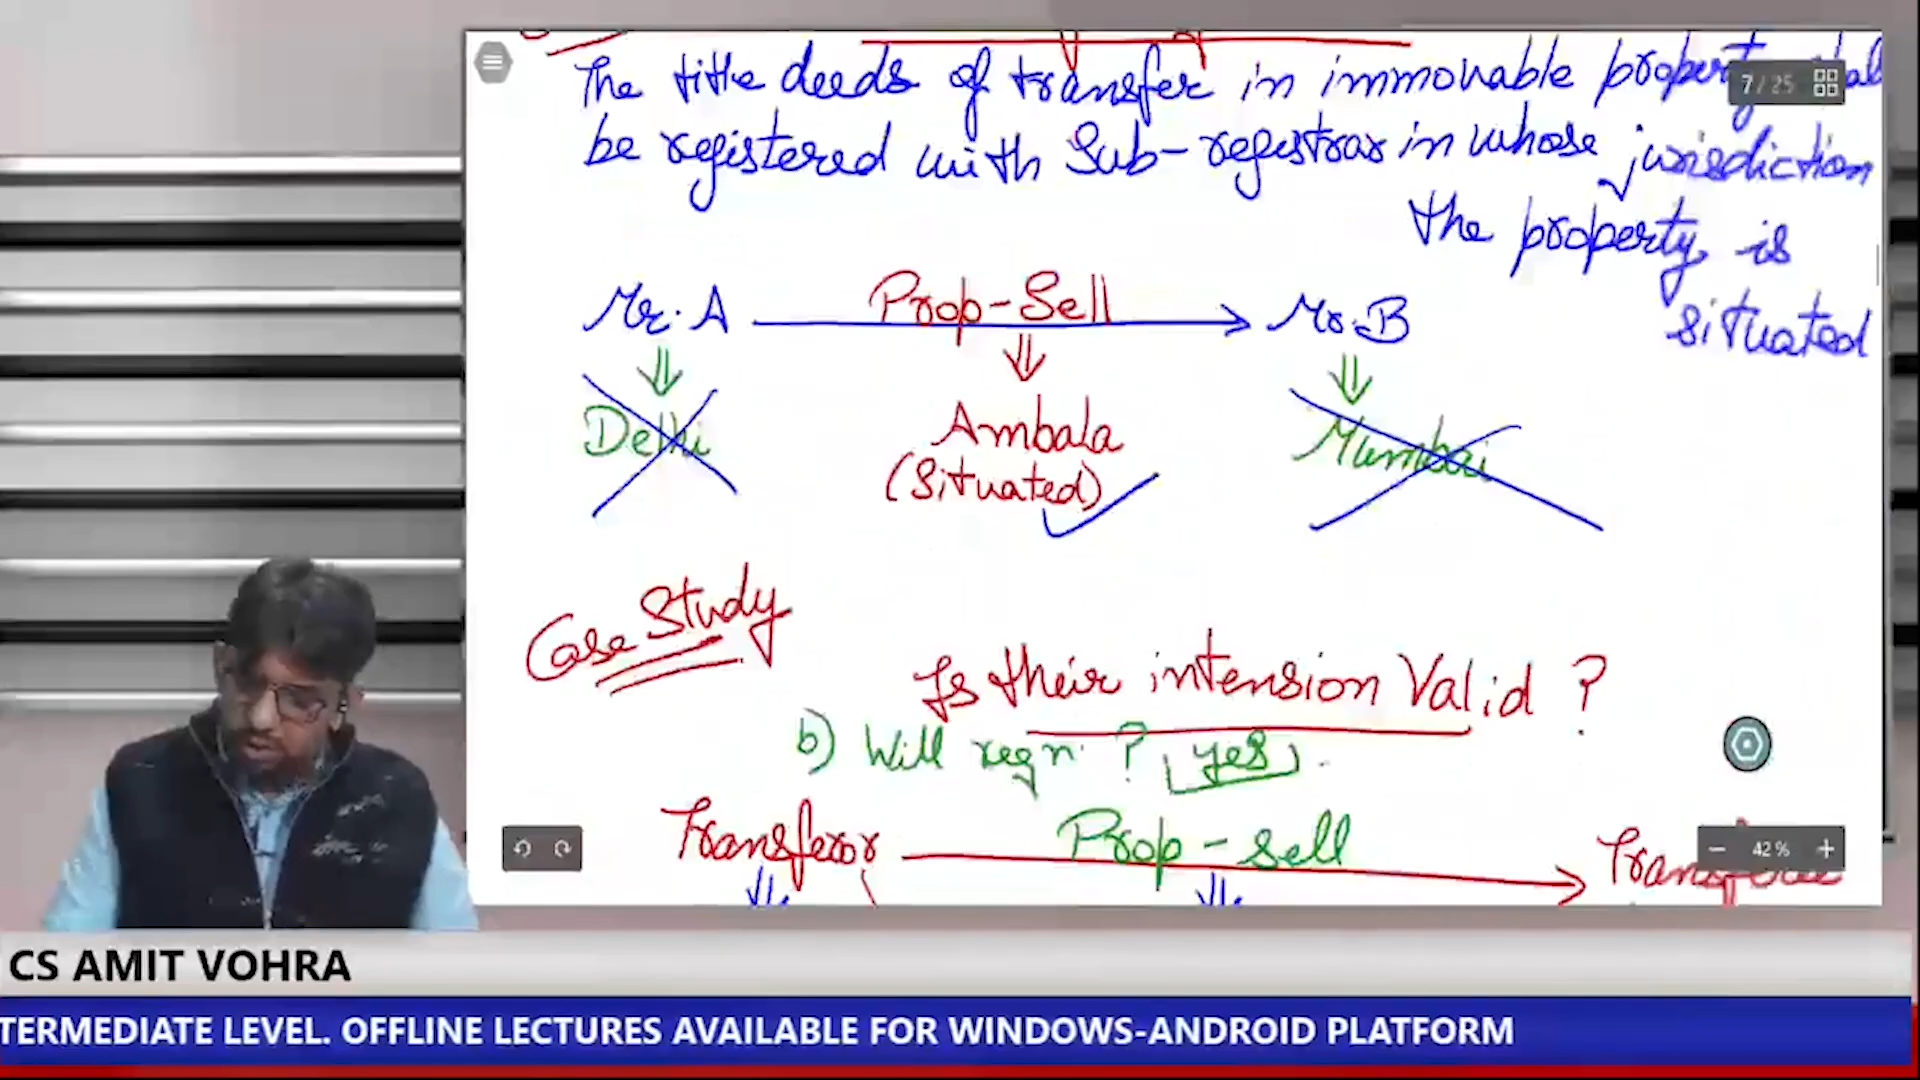 The title deeds of transfer in immovable property
be registered with Sub-registrar in whose jurisdiction
the property is
situated
7 / 25
Mr. A Prop-Sell Mr. B
Delhi Ambala Mumbai
(Situated)
Case Study
Is their intension Valid ?
b) Will regn. ? yes.
Transferor Prop - Sell
42 %
CS AMIT VOHRA
TERMEDIATE LEVEL. OFFLINE LECTURES AVAILABLE FOR WINDOWS-ANDROID PLATFORM